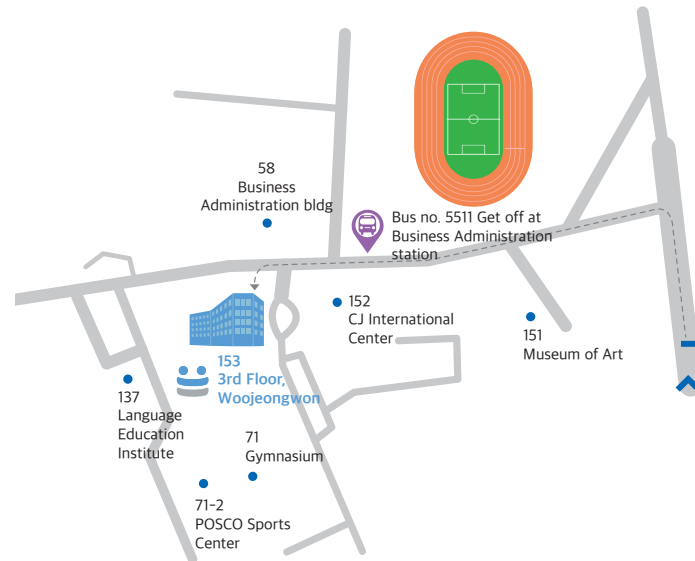 58
Business
Administration bldg
Bus no. 5511 Get off at
Business Administration
station
152
CJ International
Center
151
Museum of Art
153
3rd Floor,
Woojeongwon
137
Language
Education
Institute
71
Gymnasium
71-2
POSCO Sports
Center